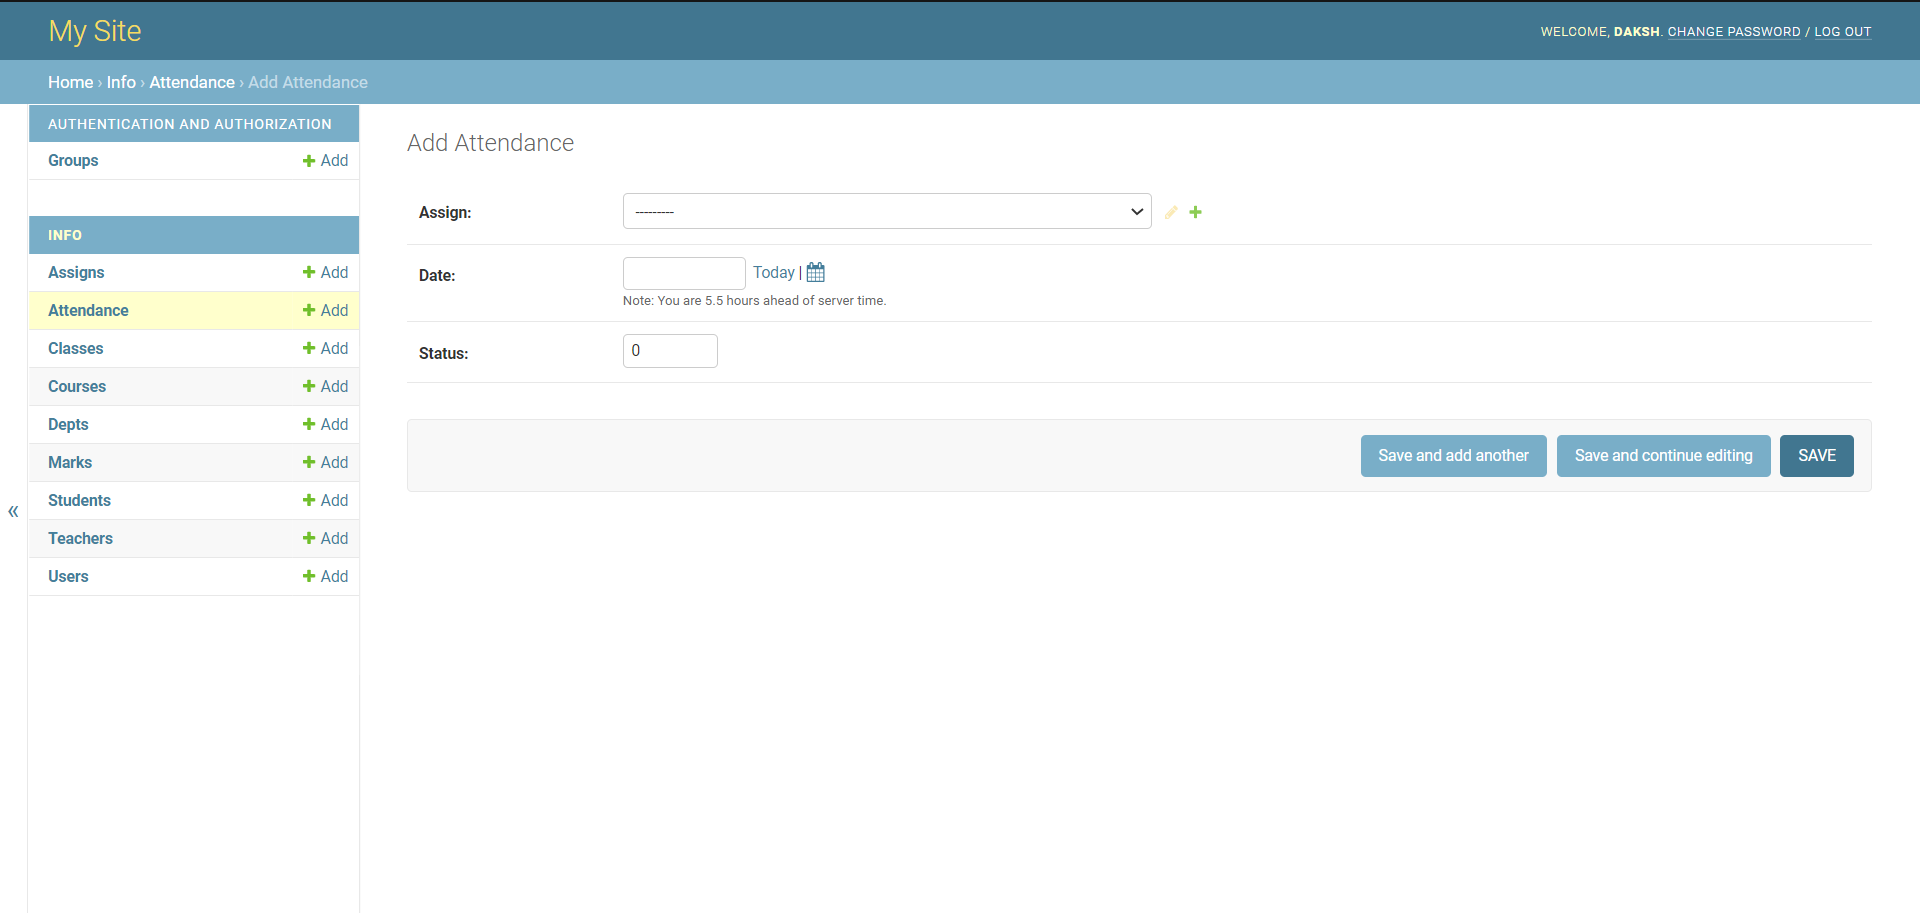 My Site
WELCOME, DAKSH. CHANGE PASSWORD / LOG OUT
Home › Info › Attendance › Add Attendance
AUTHENTICATION AND AUTHORIZATION
Groups + Add
INFO
Assigns + Add
Attendance + Add
Classes + Add
Courses + Add
Depts + Add
Marks + Add
Students + Add
Teachers + Add
Users + Add
«
Add Attendance
Assign: ---------
Date: Today |
Note: You are 5.5 hours ahead of server time.
Status: 0
Save and add another Save and continue editing SAVE